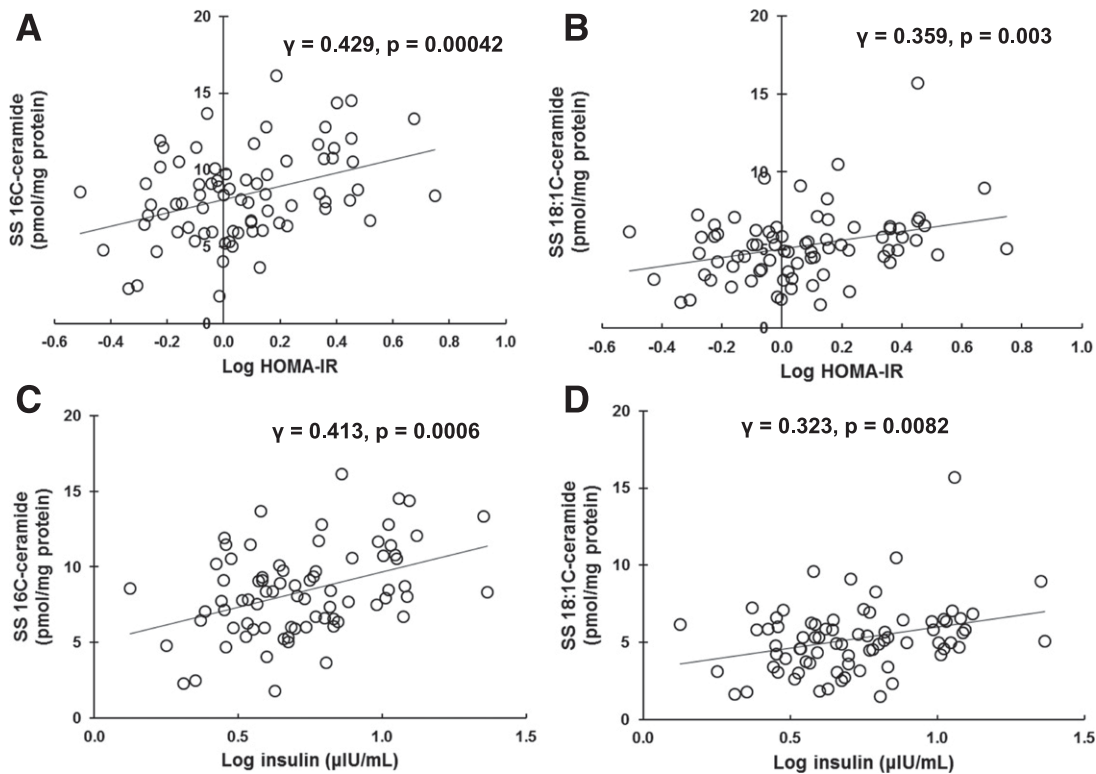 A
γ = 0.429, p = 0.00042
SS 16C-ceramide
(pmol/mg protein)
20
15
10
5
0
-0.6 -0.4 -0.2 0.0 0.2 0.4 0.6 0.8 1.0
Log HOMA-IR
B
γ = 0.359, p = 0.003
SS 18:1C-ceramide
(pmol/mg protein)
20
15
10
5
0
-0.6 -0.4 -0.2 0.0 0.2 0.4 0.6 0.8 1.0
Log HOMA-IR
C
γ = 0.413, p = 0.0006
SS 16C-ceramide
(pmol/mg protein)
20
15
10
5
0
0.0 0.5 1.0 1.5
Log insulin (µIU/mL)
D
γ = 0.323, p = 0.0082
SS 18:1C-ceramide
(pmol/mg protein)
20
15
10
5
0
0.0 0.5 1.0 1.5
Log insulin (µIU/mL)